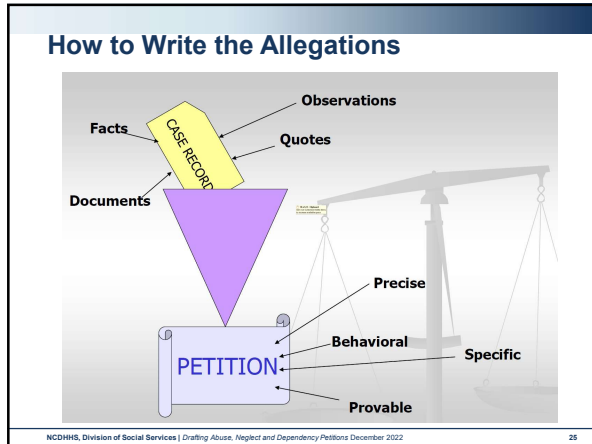 How to Write the Allegations
Observations
Facts
CASE RECORD
Quotes
Documents
Precise
Behavioral
PETITION
Specific
Provable
NCDHHS, Division of Social Services | Drafting Abuse, Neglect and Dependency Petitions December 2022
25